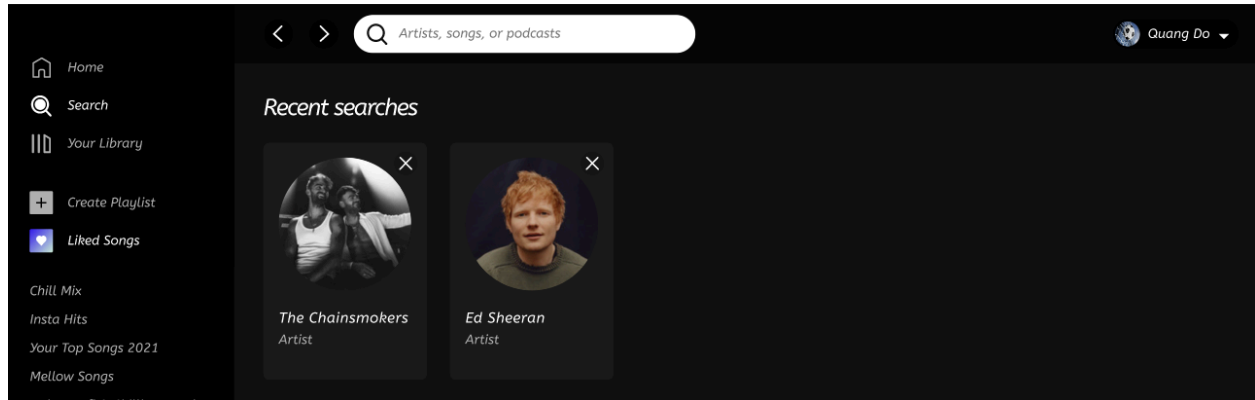 Home
Search
Your Library
Create Playlist
Liked Songs
Chill Mix
Insta Hits
Your Top Songs 2021
Mellow Songs
Artists, songs, or podcasts
Quang Do
Recent searches
The Chainsmokers
Artist
Ed Sheeran
Artist